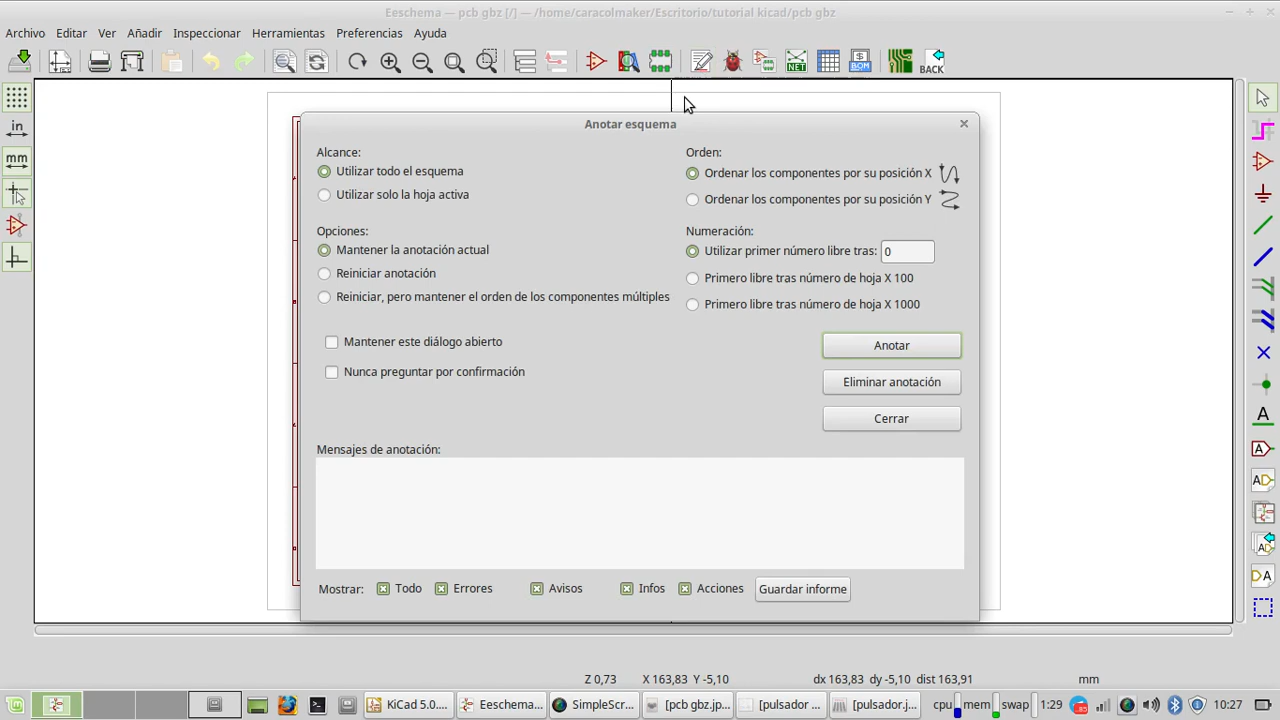 Eeschema — pcb gbz [/] — /home/caracolmaker/Escritorio/tutorial kicad/pcb gbz
Archivo Editar Ver Añadir Inspeccionar Herramientas Preferencias Ayuda
NET BOM BACK
in
mm
Anotar esquema
Alcance:
Utilizar todo el esquema
Utilizar solo la hoja activa
Orden:
Ordenar los componentes por su posición X
Ordenar los componentes por su posición Y
Opciones:
Mantener la anotación actual
Reiniciar anotación
Reiniciar, pero mantener el orden de los componentes múltiples
Numeración:
Utilizar primer número libre tras: 0
Primero libre tras número de hoja X 100
Primero libre tras número de hoja X 1000
Mantener este diálogo abierto
Nunca preguntar por confirmación
Anotar
Eliminar anotación
Cerrar
Mensajes de anotación:
Mostrar: Todo Errores Avisos Infos Acciones Guardar informe
A
A
AD
AD
DA
Z 0,73 X 163,83 Y -5,10 dx 163,83 dy -5,10 dist 163,91 mm
KiCad 5.0.... Eeschema... SimpleScr... [pcb gbz.jp... [pulsador ... [pulsador.j... cpu mem swap 1:29 10:27